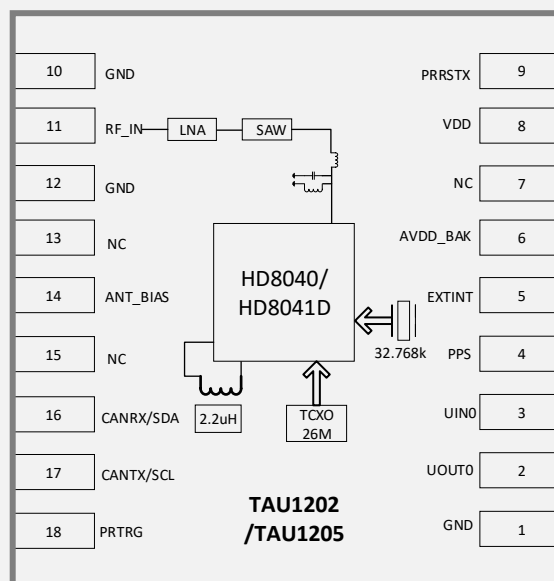 10 GND
PRRSTX 9
11 RF_IN LNA SAW
VDD 8
12 GND
NC 7
13 NC
AVDD_BAK 6
HD8040/
HD8041D
14 ANT_BIAS
EXTINT 5
32.768k
15 NC
PPS 4
16 CANRX/SDA
2.2uH
TCXO
26M
UIN0 3
17 CANTX/SCL
UOUT0 2
TAU1202
/TAU1205
18 PRTRG
GND 1